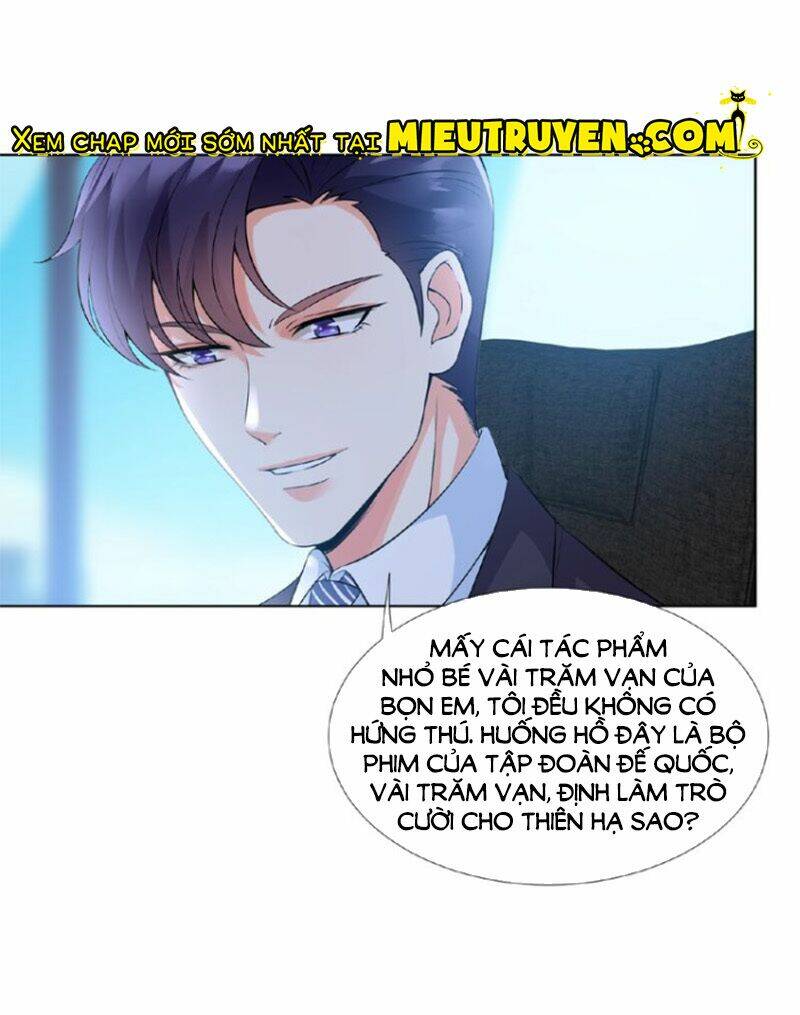 XEM CHAP MỚI SỚM NHẤT TẠI MIEUTRUYEN.COM
MẤY CÁI TÁC PHẨM
NHỎ BÉ VÀI TRĂM VẠN CỦA
BỌN EM, TÔI ĐỀU KHÔNG CÓ
HỨNG THÚ. HUỐNG HỒ ĐÂY LÀ BỘ
PHIM CỦA TẬP ĐOÀN ĐẾ QUỐC,
VÀI TRĂM VẠN, ĐỊNH LÀM TRÒ
CƯỜI CHO THIÊN HẠ SAO?